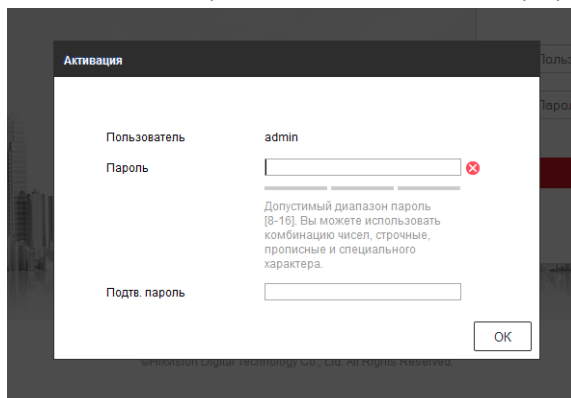 Активация
Пользователь admin
Пароль
Допустимый диапазон пароль
[8-16]. Вы можете использовать
комбинацию чисел, строчные,
прописные и специального
характера.
Подтв. пароль
OK
©Hikvision Digital Technology Co., Ltd. All Rights Reserved.